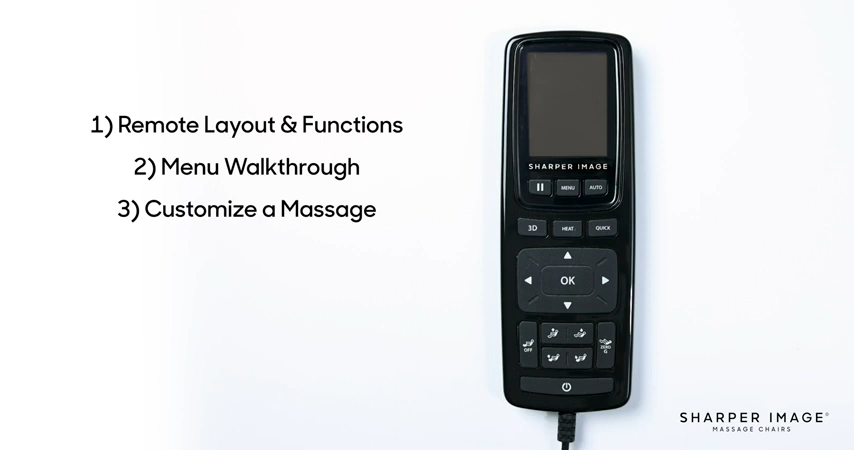 1) Remote Layout & Functions
2) Menu Walkthrough
3) Customize a Massage
SHARPER IMAGE
MENU AUTO
3D HEAT QUICK
OK
OFF
ZERO
G
SHARPER IMAGE®
MASSAGE CHAIRS